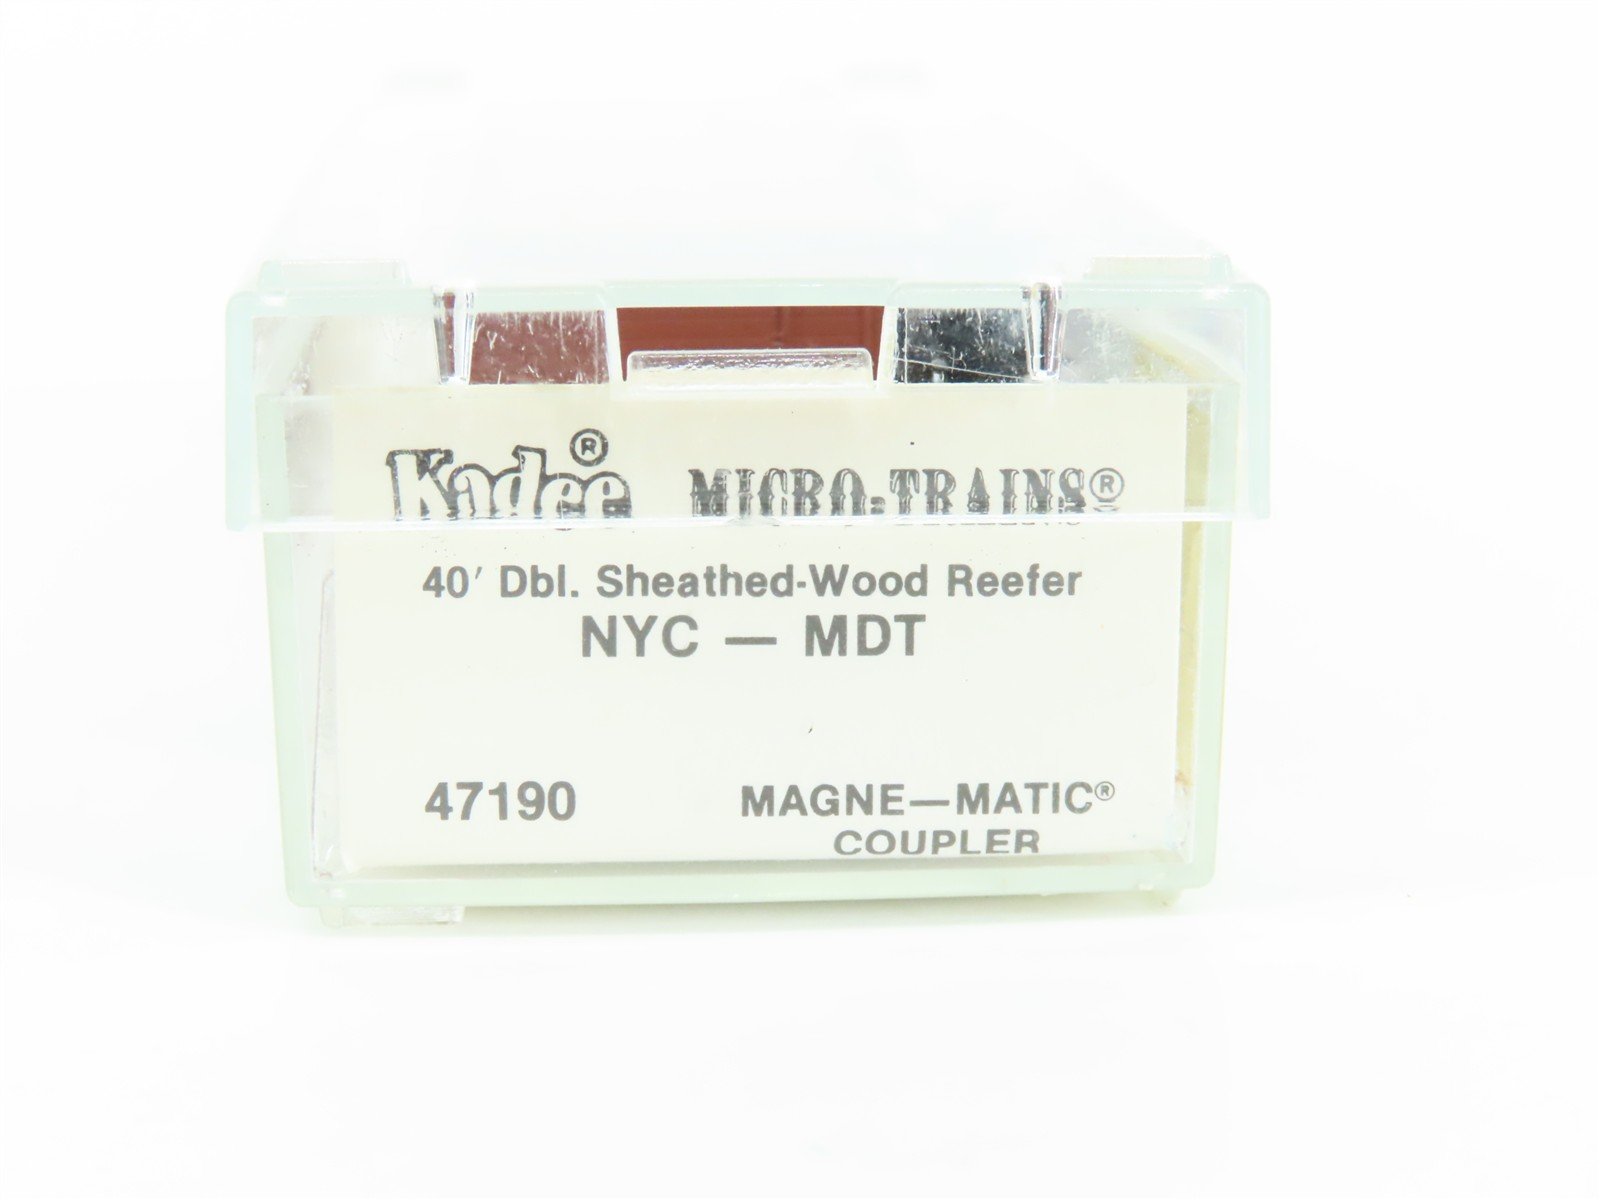 Kadee® MICRO-TRAINS®
40' Dbl. Sheathed-Wood Reefer
NYC — MDT
47190 MAGNE—MATIC®
COUPLER